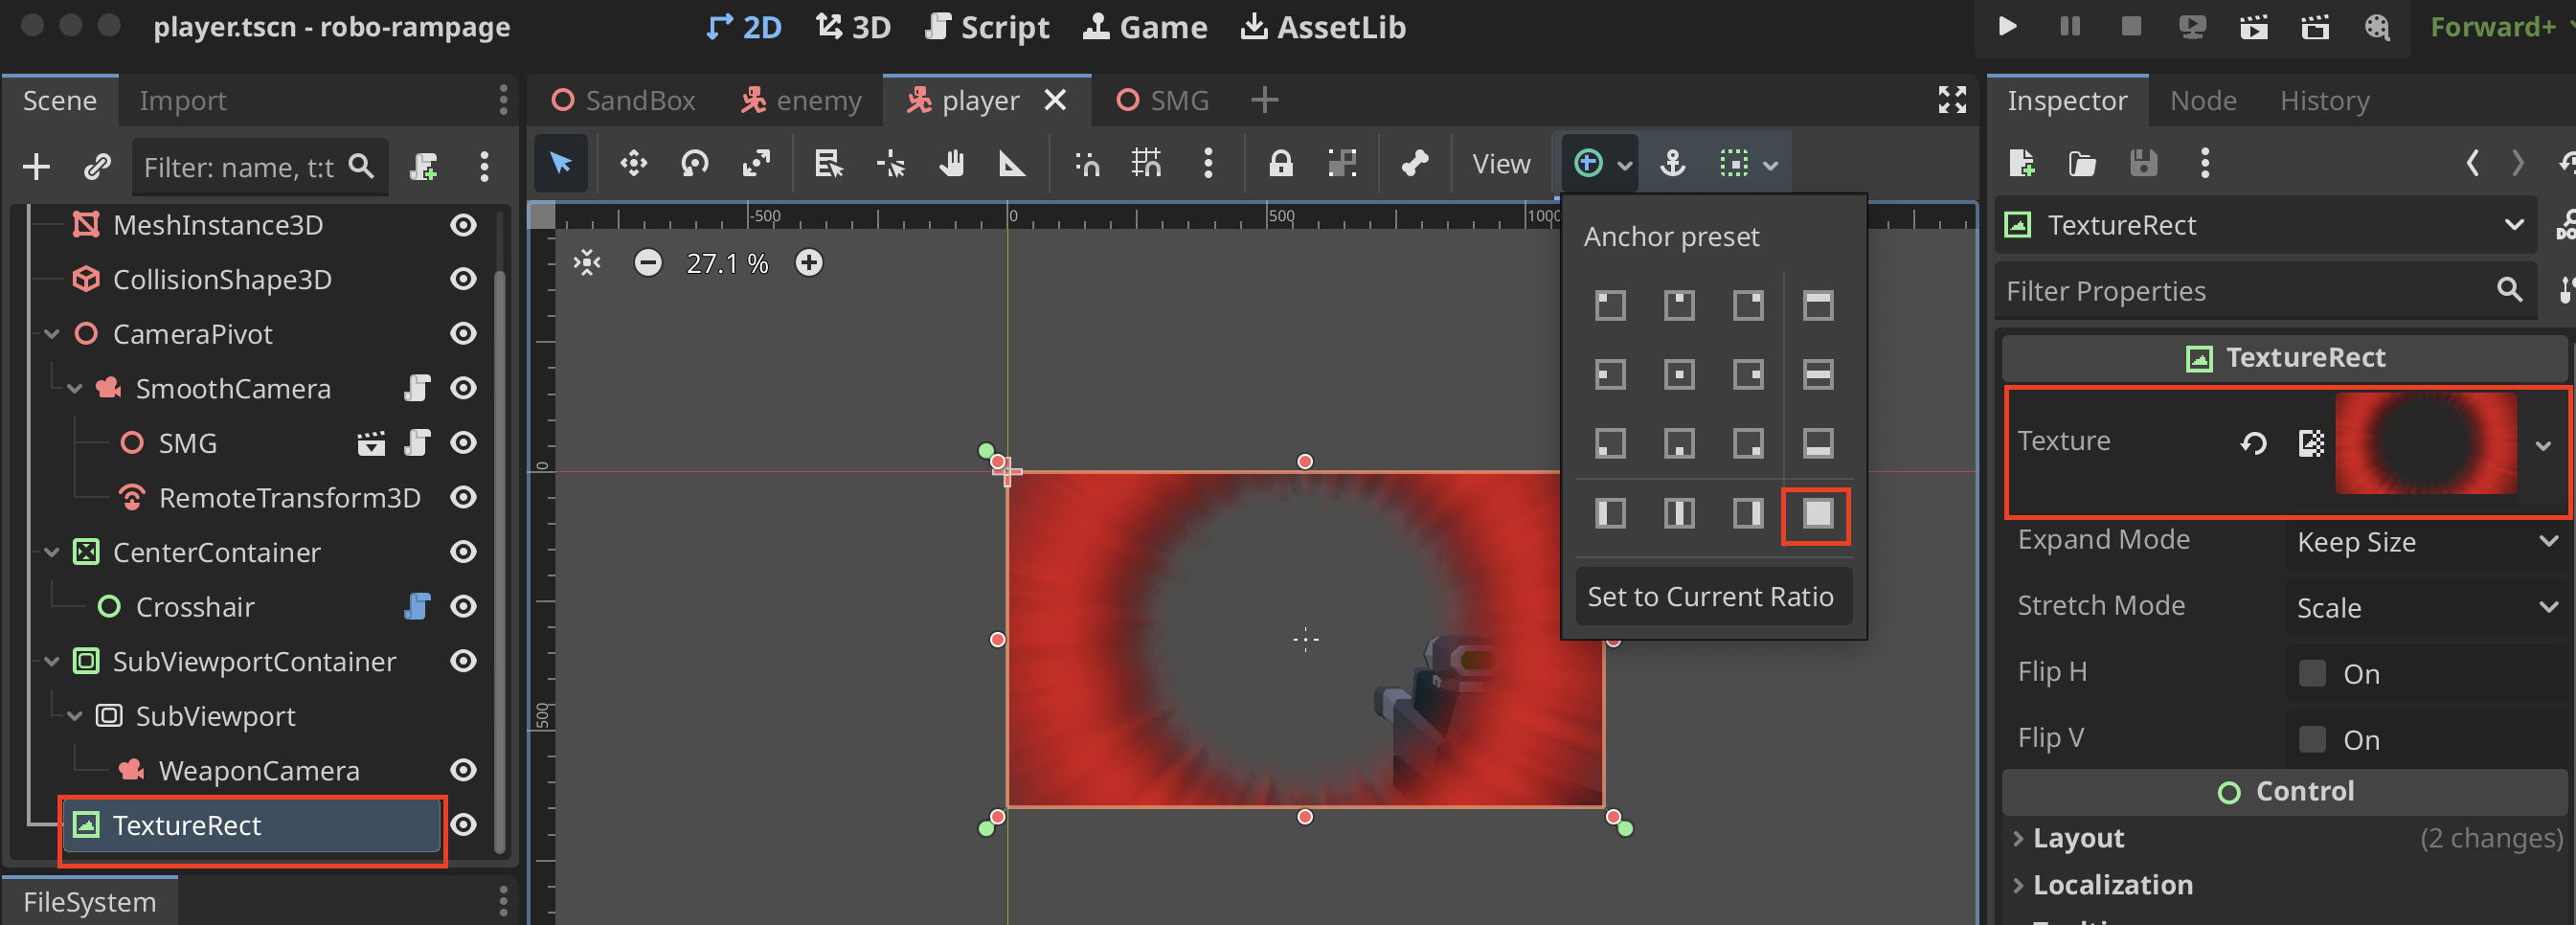 player.tscn - robo-rampage
2D
3D
Script
Game
AssetLib
Forward+
Scene
Import
SandBox
enemy
player
SMG
Inspector
Node
History
Filter: name, t:t
View
TextureRect
Filter Properties
-500
0
500
1000
27.1 %
0
500
Anchor preset
Set to Current Ratio
MeshInstance3D
CollisionShape3D
CameraPivot
SmoothCamera
SMG
RemoteTransform3D
CenterContainer
Crosshair
SubViewportContainer
SubViewport
WeaponCamera
TextureRect
FileSystem
TextureRect
Texture
Expand Mode
Keep Size
Stretch Mode
Scale
Flip H
On
Flip V
On
Control
Layout
(2 changes)
Localization